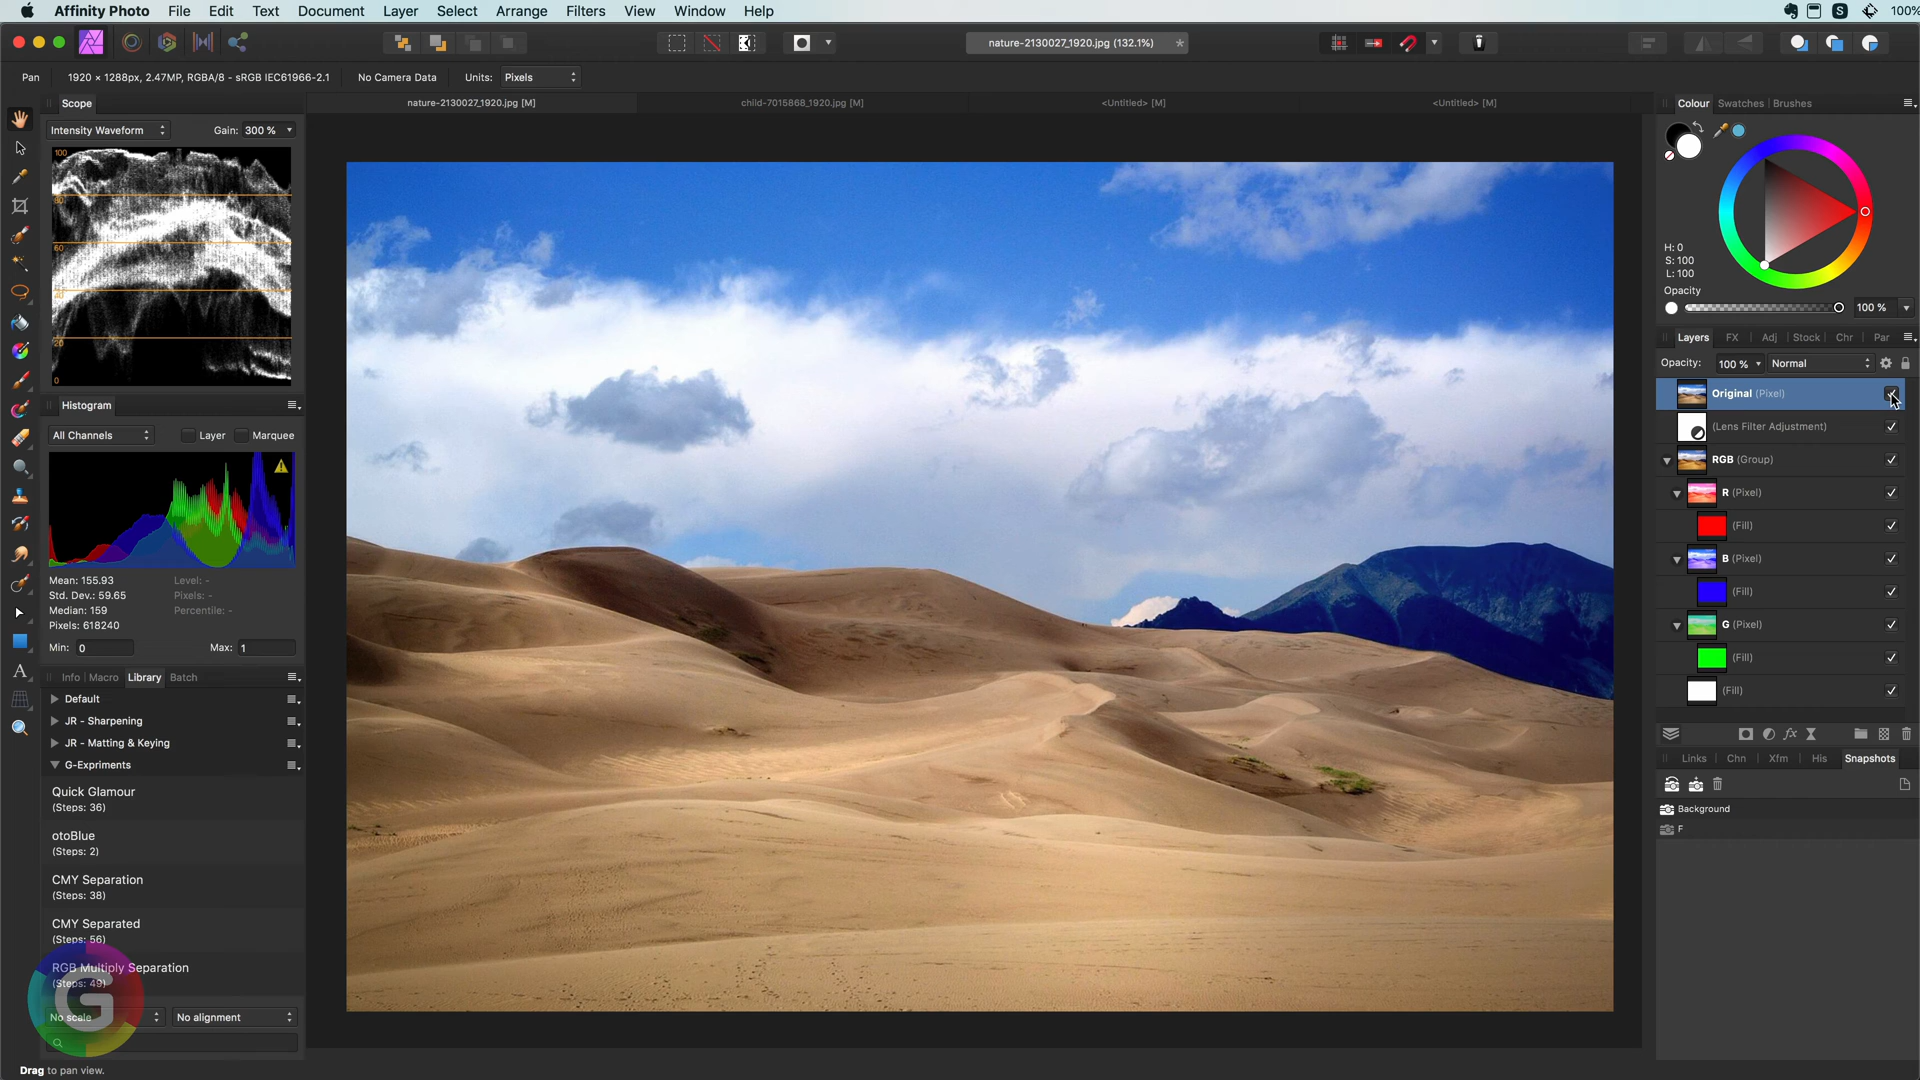 Affinity Photo File Edit Text Document Layer Select Arrange Filters View Window Help 100%
nature-2130027_1920.jpg (132.1%) *
Pan 1920 × 1288px, 2.47MP, RGBA/8 - sRGB IEC61966-2.1 No Camera Data Units: Pixels
nature-2130027_1920.jpg [M] child-7015868_1920.jpg [M] <Untitled> [M] <Untitled> [M]
Scope
Intensity Waveform Gain: 300 %
100
80
60
40
20
0
Histogram
All Channels Layer Marquee
Mean: 155.93 Level: -
Std. Dev.: 59.65 Pixels: -
Median: 159 Percentile: -
Pixels: 618240
Min: 0 Max: 1
Info Macro Library Batch
Default
JR - Sharpening
JR - Matting & Keying
G-Expriments
Quick Glamour
(Steps: 36)
otoBlue
(Steps: 2)
CMY Separation
(Steps: 38)
CMY Separated
(Steps: 56)
RGB Multiply Separation
(Steps: 49)
G
No scale No alignment
Drag to pan view.
Colour Swatches Brushes
H: 0
S: 100
L: 100
Opacity
100 %
Layers FX Adj Stock Chr Par
Opacity: 100 % Normal
Original (Pixel)
(Lens Filter Adjustment)
RGB (Group)
R (Pixel)
(Fill)
B (Pixel)
(Fill)
G (Pixel)
(Fill)
(Fill)
fx
Links Chn Xfm His Snapshots
Background
F